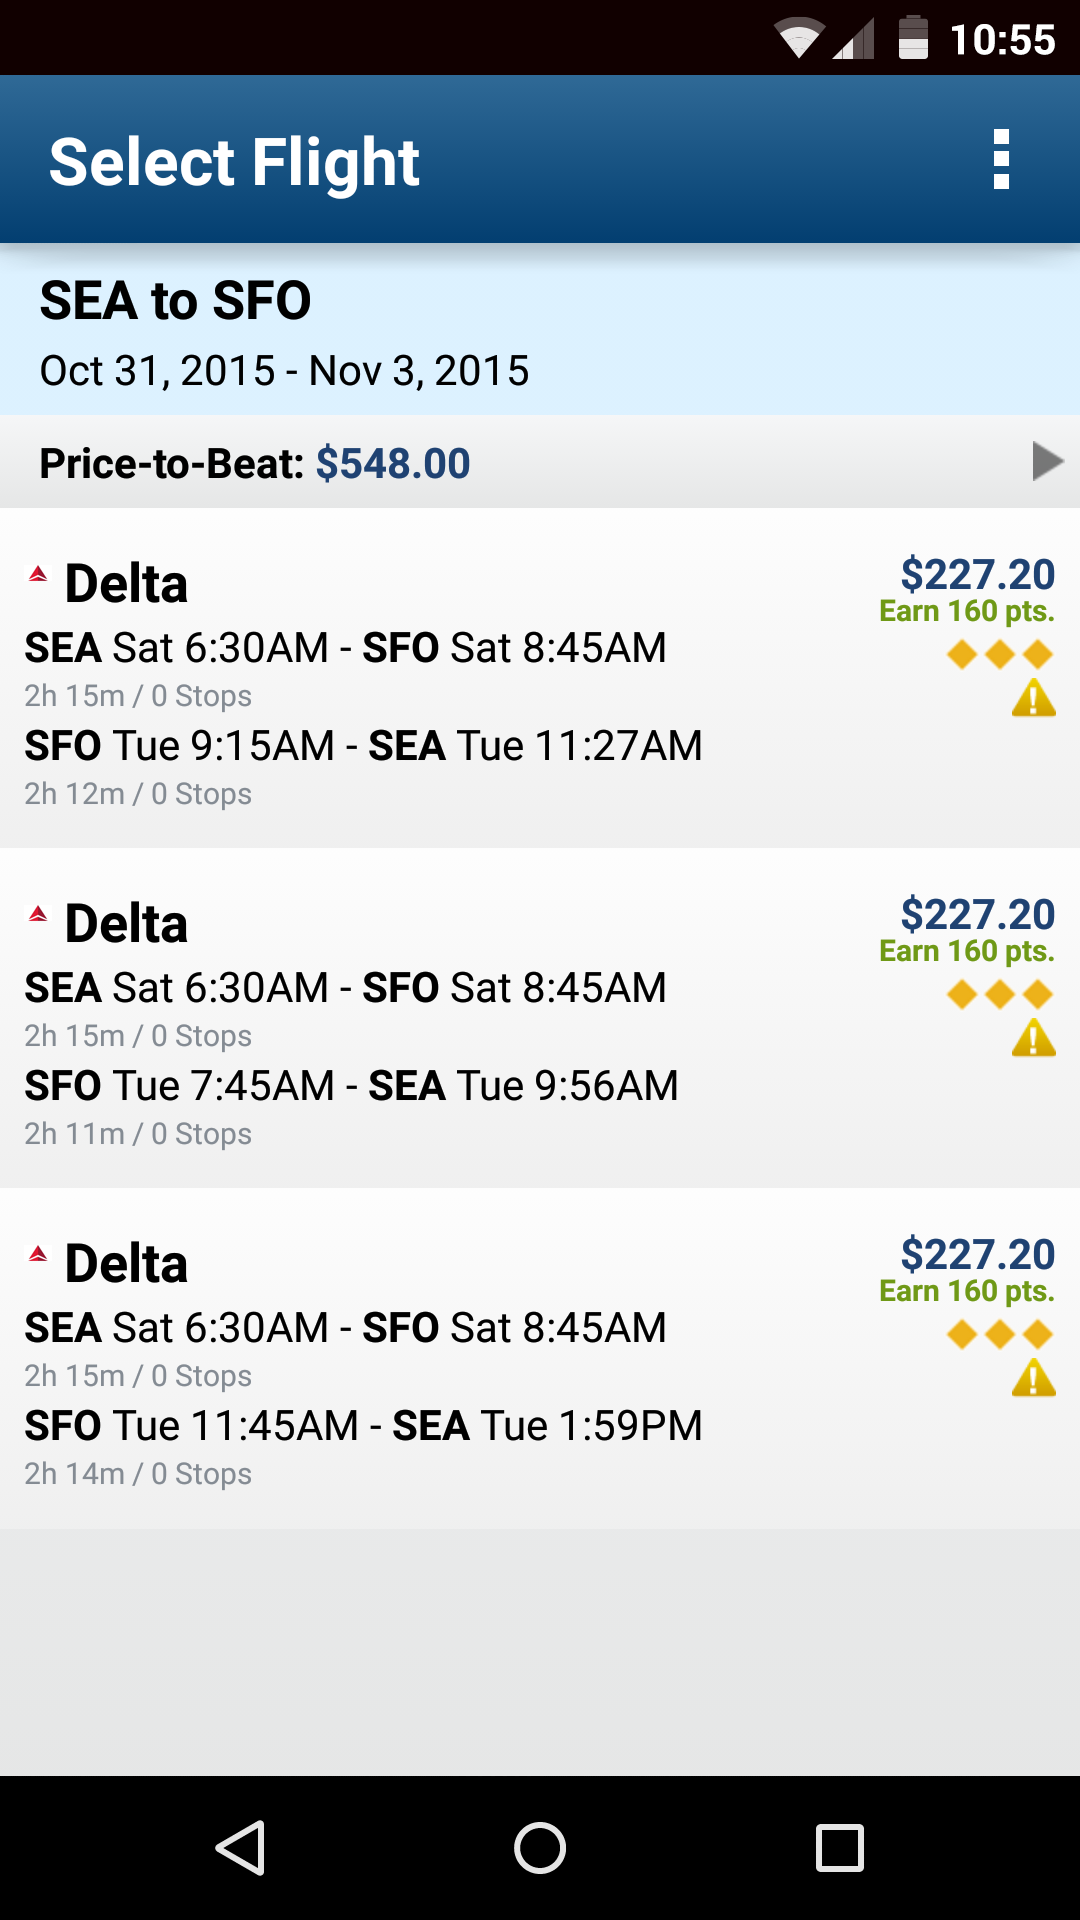 10:55
Select Flight
SEA to SFO
Oct 31, 2015 - Nov 3, 2015
Price-to-Beat: $548.00
Delta
$227.20
Earn 160 pts.
SEA Sat 6:30AM - SFO Sat 8:45AM
2h 15m / 0 Stops
SFO Tue 9:15AM - SEA Tue 11:27AM
2h 12m / 0 Stops
Delta
$227.20
Earn 160 pts.
SEA Sat 6:30AM - SFO Sat 8:45AM
2h 15m / 0 Stops
SFO Tue 7:45AM - SEA Tue 9:56AM
2h 11m / 0 Stops
Delta
$227.20
Earn 160 pts.
SEA Sat 6:30AM - SFO Sat 8:45AM
2h 15m / 0 Stops
SFO Tue 11:45AM - SEA Tue 1:59PM
2h 14m / 0 Stops